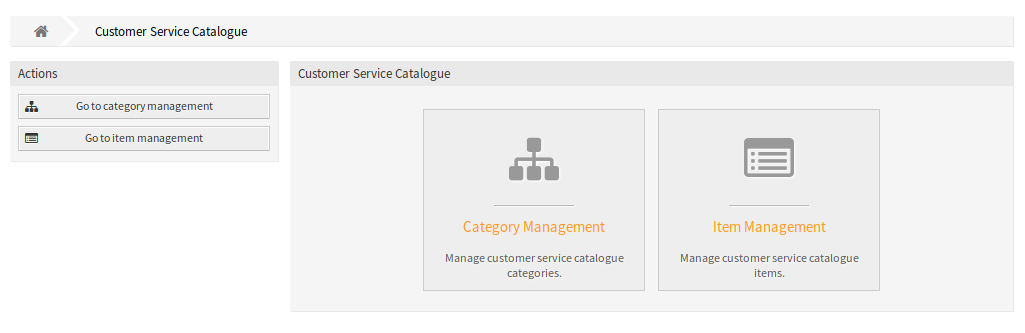 Customer Service Catalogue
Actions
Go to category management
Go to item management
Customer Service Catalogue
Category Management
Manage customer service catalogue
categories.
Item Management
Manage customer service catalogue
items.